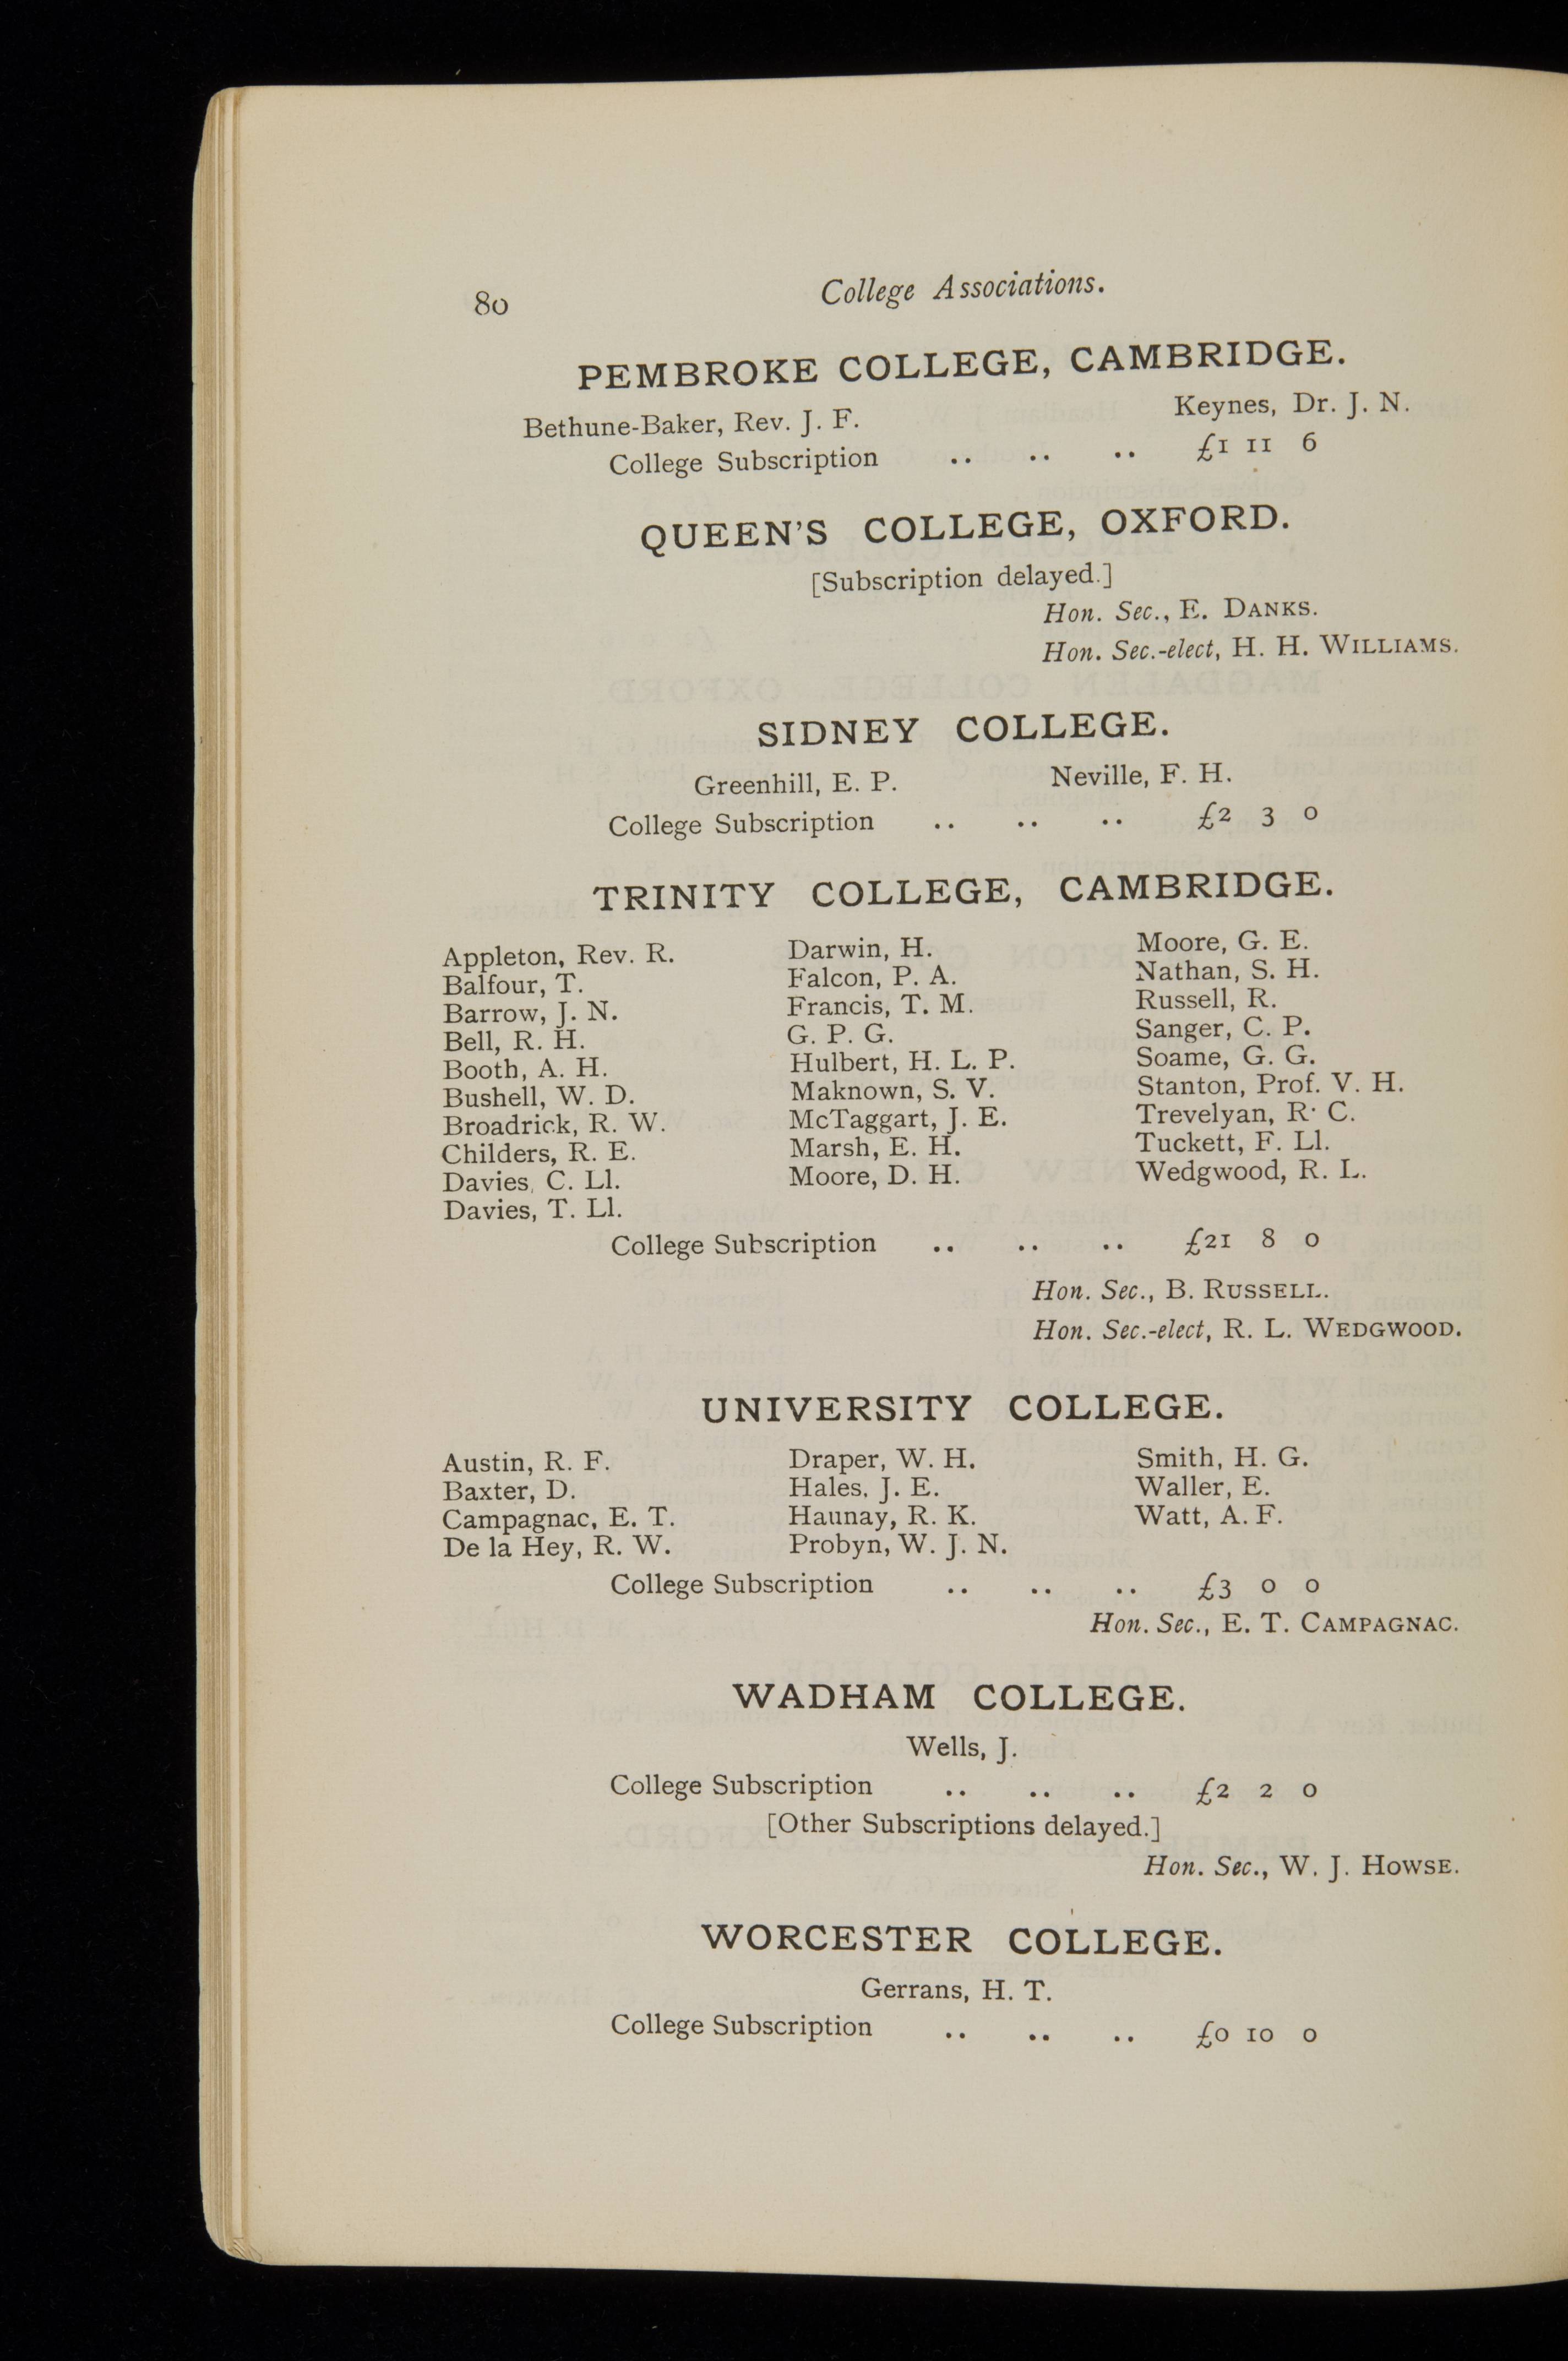 80 College Associations.
PEMBROKE COLLEGE, CAMBRIDGE.
Bethune-Baker, Rev. J. F. Keynes, Dr. J. N.
College Subscription .. .. .. £1 11 6
QUEEN'S COLLEGE, OXFORD.
[Subscription delayed.]
Hon. Sec., E. DANKS.
Hon. Sec.-elect, H. H. WILLIAMS.
SIDNEY COLLEGE.
Greenhill, E. P. Neville, F. H.
College Subscription .. .. .. £2 3 0
TRINITY COLLEGE, CAMBRIDGE.
Appleton, Rev. R. Darwin, H. Moore, G. E.
Balfour, T. Falcon, P. A. Nathan, S. H.
Barrow, J. N. Francis, T. M. Russell, R.
Bell, R. H. G. P. G. Sanger, C. P.
Booth, A. H. Hulbert, H. L. P. Soame, G. G.
Bushell, W. D. Maknown, S. V. Stanton, Prof. V. H.
Broadrick, R. W. McTaggart, J. E. Trevelyan, R. C.
Childers, R. E. Marsh, E. H. Tuckett, F. Ll.
Davies, C. Ll. Moore, D. H. Wedgwood, R. L.
Davies, T. Ll.
College Subscription .. .. .. £21 8 0
Hon. Sec., B. RUSSELL.
Hon. Sec.-elect, R. L. WEDGWOOD.
UNIVERSITY COLLEGE.
Austin, R. F. Draper, W. H. Smith, H. G.
Baxter, D. Hales, J. E. Waller, E.
Campagnac, E. T. Haunay, R. K. Watt, A. F.
De la Hey, R. W. Probyn, W. J. N.
College Subscription .. .. .. £3 0 0
Hon. Sec., E. T. CAMPAGNAC.
WADHAM COLLEGE.
Wells, J.
College Subscription .. .. .. £2 2 0
[Other Subscriptions delayed.]
Hon. Sec., W. J. HOWSE.
WORCESTER COLLEGE.
Gerrans, H. T.
College Subscription .. .. .. £0 10 0